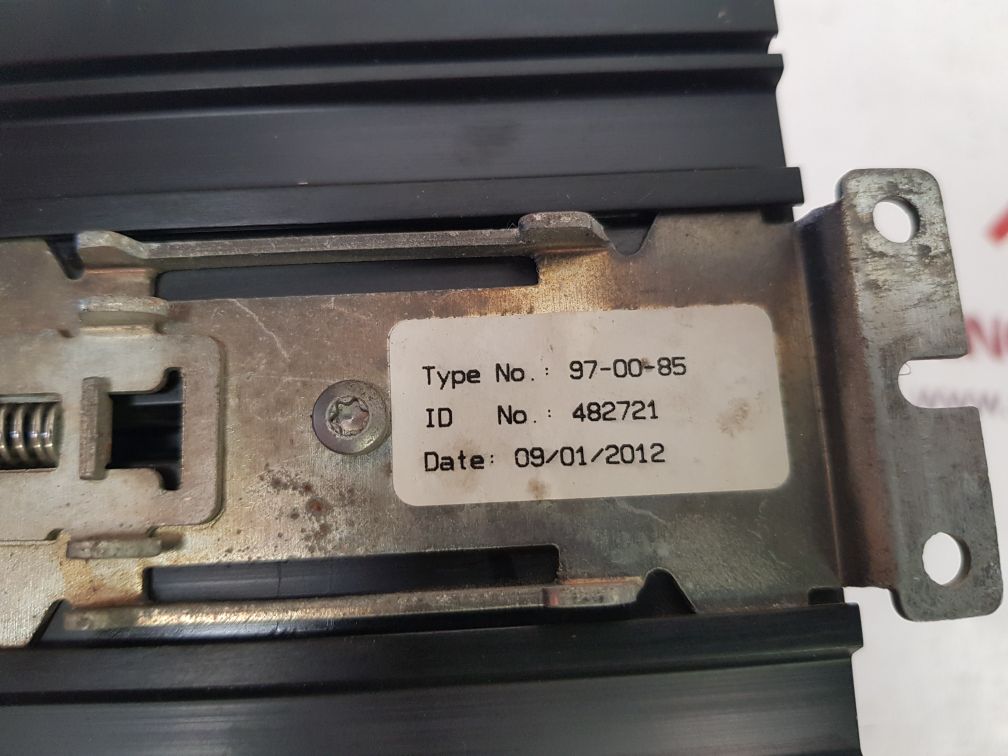 Type No.: 97-00-85
ID No.: 482721
Date: 09/01/2012